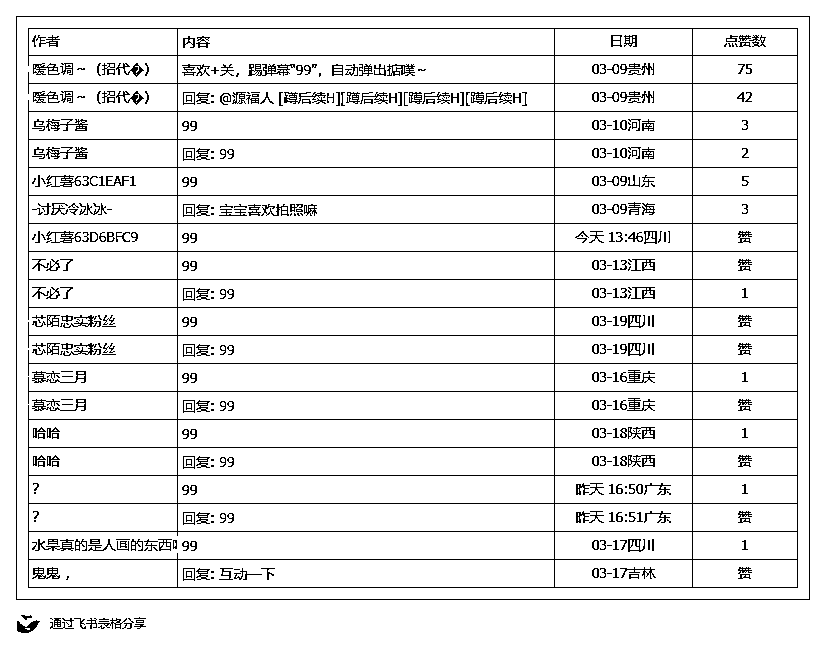 作者 内容 日期 点赞数
暖色调～（招代�） 喜欢+关，踢弹幕“99”，自动弹出掂噗～ 03-09贵州 75
暖色调～（招代�） 回复: @源福人 [蹲后续H][蹲后续H][蹲后续H][蹲后续H] 03-09贵州 42
乌梅子酱 99 03-10河南 3
乌梅子酱 回复: 99 03-10河南 2
小红薯63C1EAF1 99 03-09山东 5
-讨厌冷冰冰- 回复: 宝宝喜欢拍照嘛 03-09青海 3
小红薯63D6BFC9 99 今天 13:46四川 赞
不必了 99 03-13江西 赞
不必了 回复: 99 03-13江西 1
芯陌忠实粉丝 99 03-19四川 赞
芯陌忠实粉丝 回复: 99 03-19四川 赞
慕恋三月 99 03-16重庆 1
慕恋三月 回复: 99 03-16重庆 赞
哈哈 99 03-18陕西 1
哈哈 回复: 99 03-18陕西 赞
? 99 昨天 16:50广东 1
? 回复: 99 昨天 16:51广东 赞
水果真的是人画的东西 99 03-17四川 1
鬼鬼， 回复: 互动一下 03-17吉林 赞
通过飞书表格分享